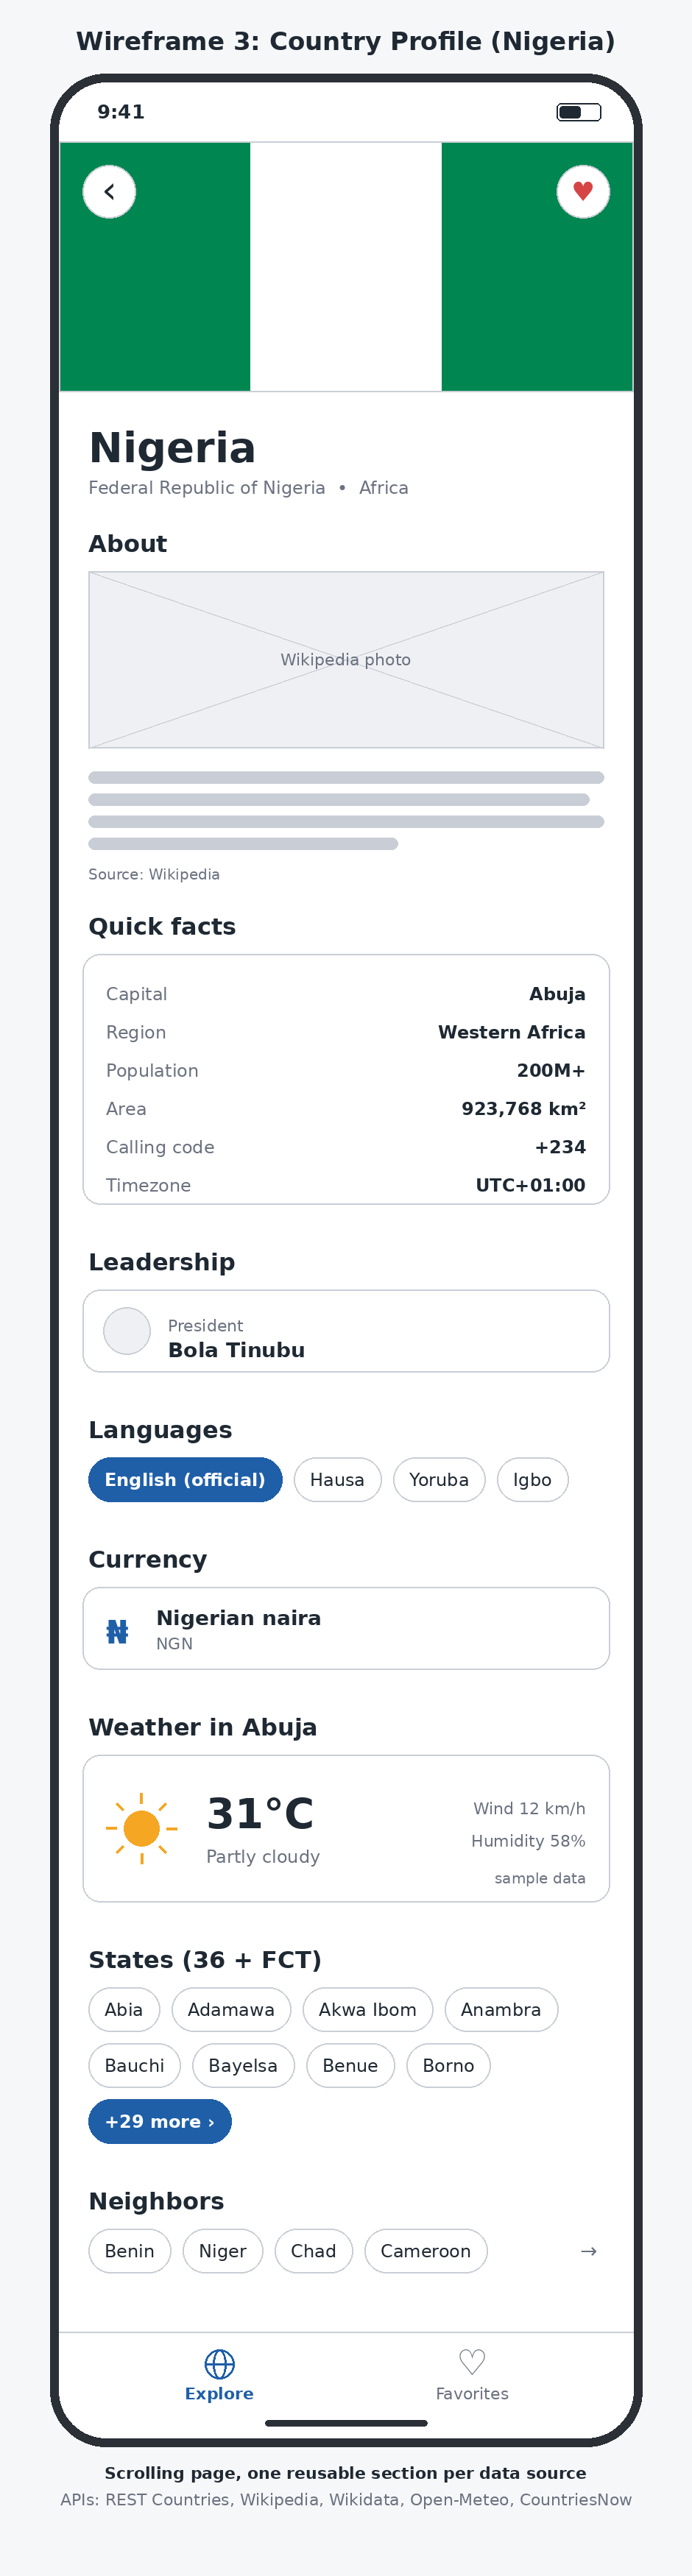 Wireframe 3: Country Profile (Nigeria)
9:41
Nigeria
Federal Republic of Nigeria • Africa
About
Wikipedia photo
Source: Wikipedia
Quick facts
Capital Abuja
Region Western Africa
Population 200M+
Area 923,768 km²
Calling code +234
Timezone UTC+01:00
Leadership
President
Bola Tinubu
Languages
English (official) Hausa Yoruba Igbo
Currency
₦ Nigerian naira
NGN
Weather in Abuja
31°C
Partly cloudy
Wind 12 km/h
Humidity 58%
sample data
States (36 + FCT)
Abia Adamawa Akwa Ibom Anambra
Bauchi Bayelsa Benue Borno
+29 more ›
Neighbors
Benin Niger Chad Cameroon →
Explore Favorites
Scrolling page, one reusable section per data source
APIs: REST Countries, Wikipedia, Wikidata, Open-Meteo, CountriesNow